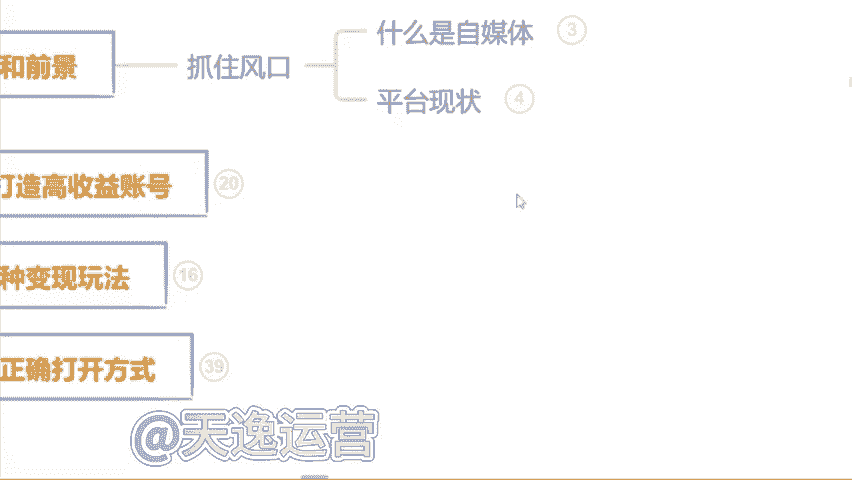 什么是自媒体 3
和前景
抓住风口
平台现状 4
打造高收益账号 20
种变现玩法 16
正确打开方式 39
@天逸运营